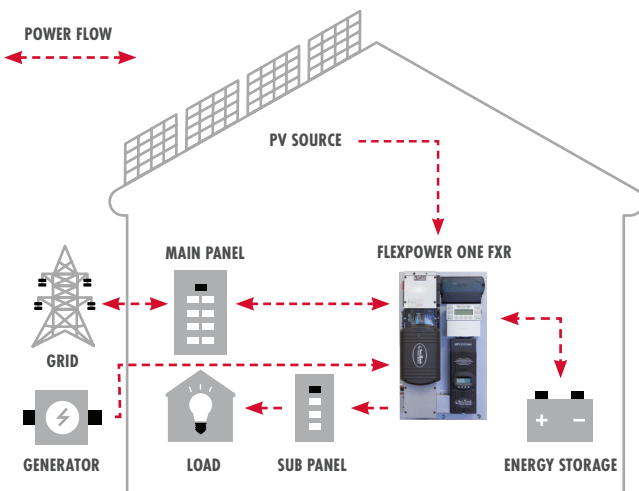 POWER FLOW
PV SOURCE
MAIN PANEL
FLEXPOWER ONE FXR
GRID
GENERATOR
LOAD
SUB PANEL
ENERGY STORAGE